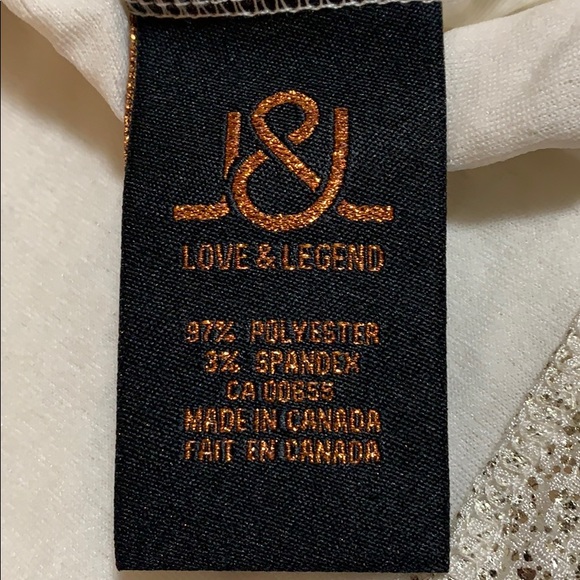 L&L
LOVE & LEGEND
97% POLYESTER
3% SPANDEX
CA 00855
MADE IN CANADA
FAIT EN CANADA